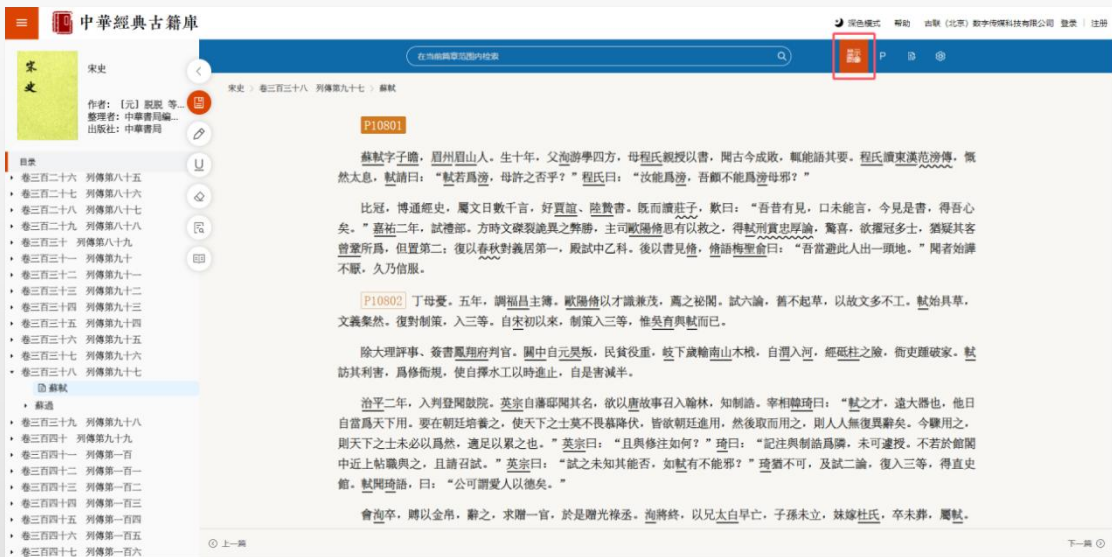 中華經典古籍庫
深色模式 帮助 古联（北京）数字传媒科技有限公司 登录 | 注册
宋史
宋史
作者：［元］脱脱 等...
整理者：中華書局編...
出版社：中華書局
在当前篇章范围内检索
P
目录
卷三百二十六 列傳第八十五
卷三百二十七 列傳第八十六
卷三百二十八 列傳第八十七
卷三百二十九 列傳第八十八
卷三百三十 列傳第八十九
卷三百三十一 列傳第九十
卷三百三十二 列傳第九十一
卷三百三十三 列傳第九十二
卷三百三十四 列傳第九十三
卷三百三十五 列傳第九十四
卷三百三十六 列傳第九十五
卷三百三十七 列傳第九十六
卷三百三十八 列傳第九十七
蘇軾
蘇過
卷三百三十九 列傳第九十八
卷三百四十 列傳第九十九
卷三百四十一 列傳第一百
卷三百四十二 列傳第一百一
卷三百四十三 列傳第一百二
卷三百四十四 列傳第一百三
卷三百四十五 列傳第一百四
卷三百四十六 列傳第一百五
卷三百四十七 列傳第一百六
宋史 〉 卷三百三十八 列傳第九十七 〉 蘇軾
P10801
蘇軾字子瞻，眉州眉山人。生十年，父洵游學四方，母程氏親授以書，聞古今成敗，輒能語其要。程氏讀東漢范滂傳，慨
然太息，軾請曰：“軾若爲滂，母許之否乎？”程氏曰：“汝能爲滂，吾顧不能爲滂母邪？”
比冠，博通經史，屬文日數千言，好賈誼、陸贄書。既而讀莊子，歎曰：“吾昔有見，口未能言，今見是書，得吾心
矣。”嘉祐二年，試禮部。方時文磔裂詭異之弊勝，主司歐陽脩思有以救之，得軾刑賞忠厚論，驚喜，欲擢冠多士，猶疑其客
曾鞏所爲，但置第二；復以春秋對義居第一，殿試中乙科。後以書見脩，脩語梅聖俞曰：“吾當避此人出一頭地。”聞者始譁
不厭，久乃信服。
P10802 丁母憂。五年，調福昌主簿。歐陽脩以才識兼茂，薦之祕閣。試六論，舊不起草，以故文多不工。軾始具草，
文義粲然。復對制策，入三等。自宋初以來，制策入三等，惟吳育與軾而已。
除大理評事、簽書鳳翔府判官。關中自元昊叛，民貧役重，岐下歲輸南山木栰，自渭入河，經砥柱之險，衙吏踵破家。軾
訪其利害，爲修衙規，使自擇水工以時進止，自是害減半。
治平二年，入判登聞鼓院。英宗自藩邸聞其名，欲以唐故事召入翰林，知制誥。宰相韓琦曰：“軾之才，遠大器也，他日
自當爲天下用。要在朝廷培養之，使天下之士莫不畏慕降伏，皆欲朝廷進用，然後取而用之，則人人無復異辭矣。今驟用之，
則天下之士未必以爲然，適足以累之也。”英宗曰：“且與修注如何？”琦曰：“記注與制誥爲鄰，未可遽授。不若於館閣
中近上帖職與之，且請召試。”英宗曰：“試之未知其能否，如軾有不能邪？”琦猶不可，及試二論，復入三等，得直史
館。軾聞琦語，曰：“公可謂愛人以德矣。”
會洵卒，賻以金帛，辭之，求贈一官，於是贈光祿丞。洵將終，以兄太白早亡，子孫未立，妹嫁杜氏，卒未葬，屬軾。
上一篇
下一篇